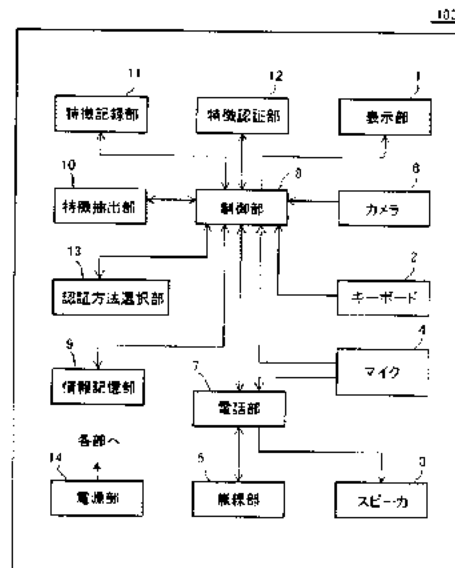 100
11
12
1
特徴記録部
特徴認証部
表示部
10
8
6
特徴抽出部
制御部
カメラ
13
2
認証方法選択部
キーボード
9
4
情報記憶部
7
マイク
電話部
各部へ
14
5
3
電源部
無線部
スピーカ